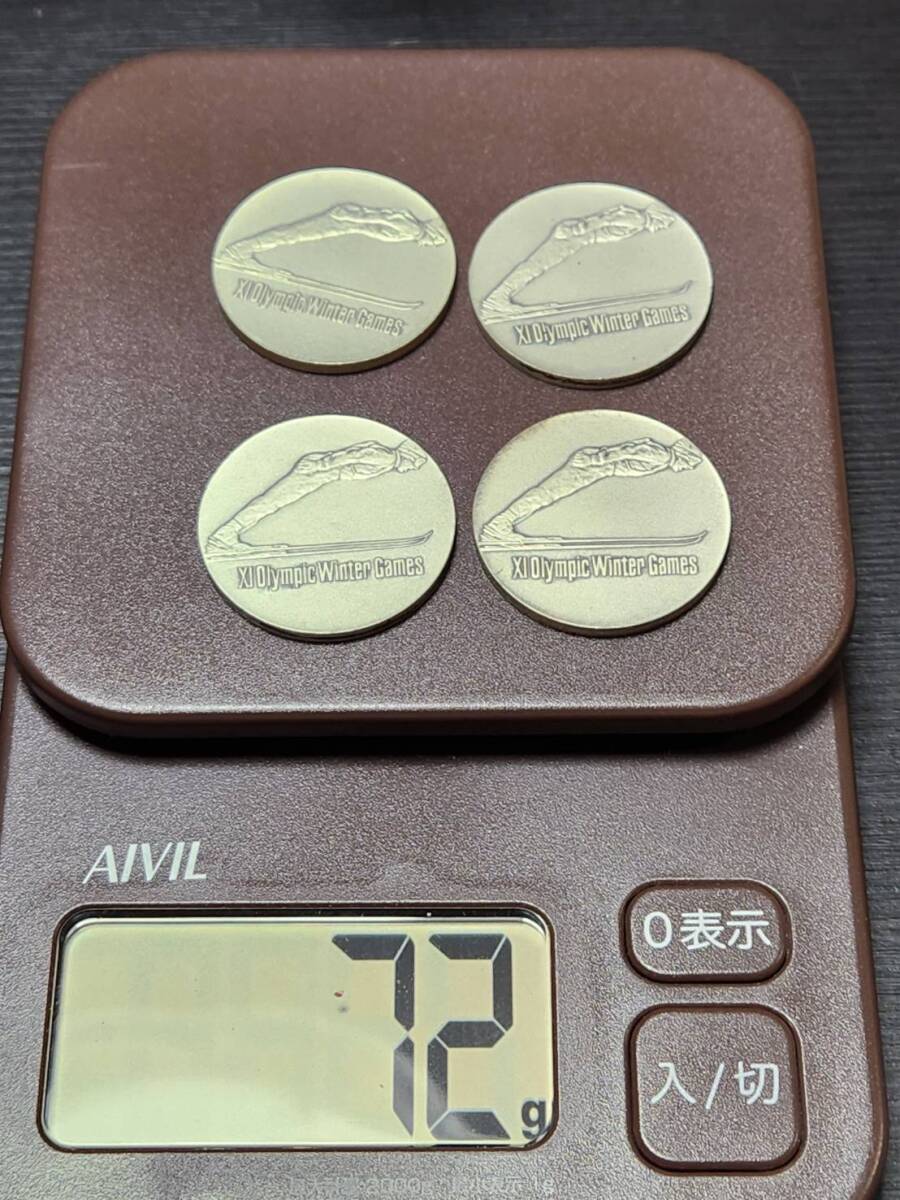 XI Olympic Winter Games
XI Olympic Winter Games
XI Olympic Winter Games
XI Olympic Winter Games
AIVIL
0表示
72g
入/切